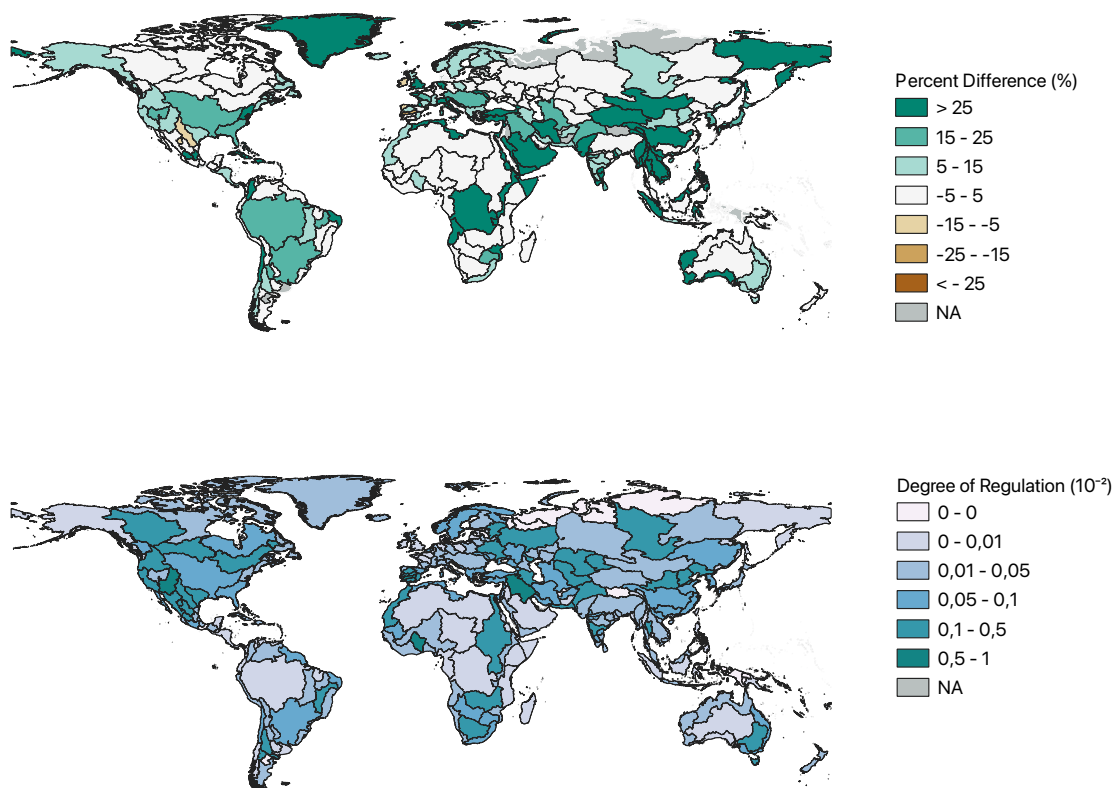 Percent Difference (%)
> 25
15 - 25
5 - 15
-5 - 5
-15 - -5
-25 - -15
< - 25
NA
Degree of Regulation (10⁻²)
0 - 0
0 - 0,01
0,01 - 0,05
0,05 - 0,1
0,1 - 0,5
0,5 - 1
NA